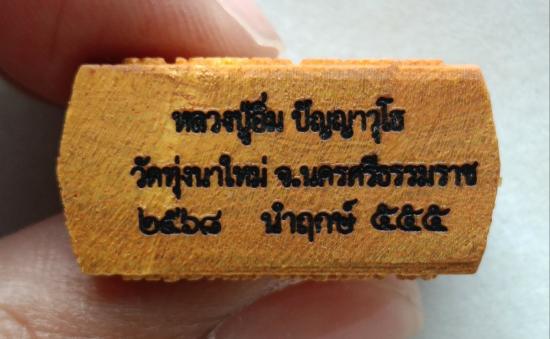 หลวงปู่อิ่ม ปัญญาวุโธ
วัดทุ่งนาใหม่ จ.นครศรีธรรมราช
๒๕๖๘ นำฤกษ์ ๕๕๕